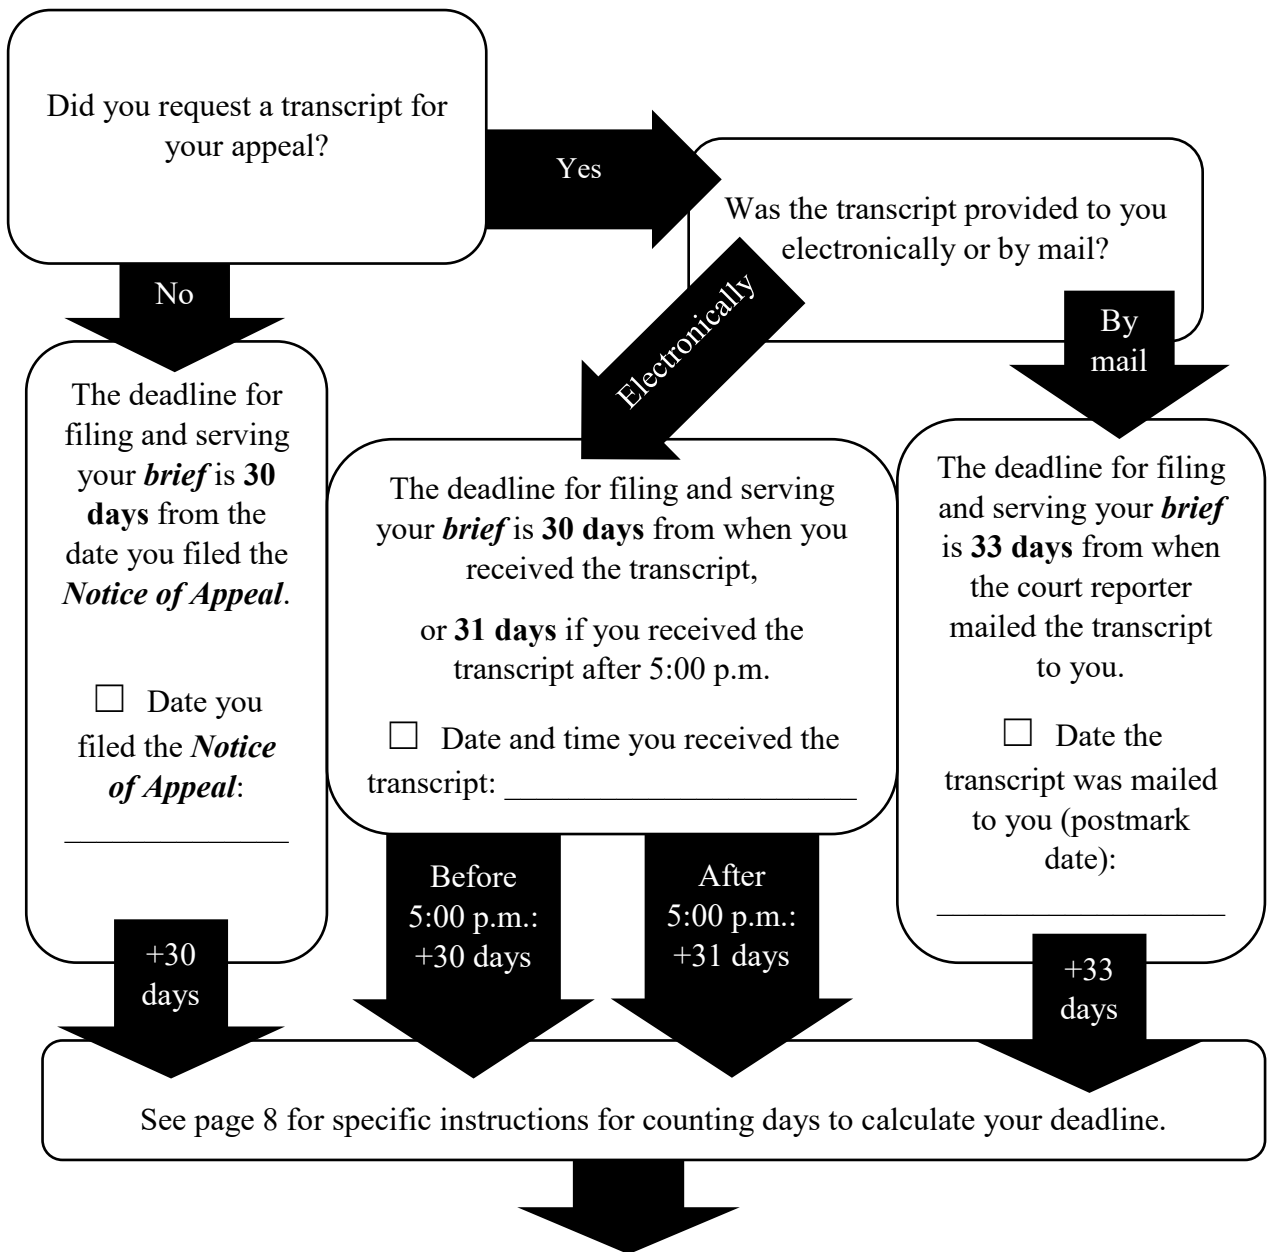 Did you request a transcript for
your appeal?
Yes
Was the transcript provided to you
electronically or by mail?
No
Electronically
By
mail
The deadline for
filing and serving
your brief is 30
days from the
date you filed the
Notice of Appeal.
☐ Date you
filed the Notice
of Appeal:
______________
The deadline for filing and serving
your brief is 30 days from when you
received the transcript,
or 31 days if you received the
transcript after 5:00 p.m.
☐ Date and time you received the
transcript: ______________________
The deadline for filing
and serving your brief
is 33 days from when
the court reporter
mailed the transcript
to you.
☐ Date the
transcript was mailed
to you (postmark
date):
__________________
+30
days
Before
5:00 p.m.:
+30 days
After
5:00 p.m.:
+31 days
+33
days
See page 8 for specific instructions for counting days to calculate your deadline.